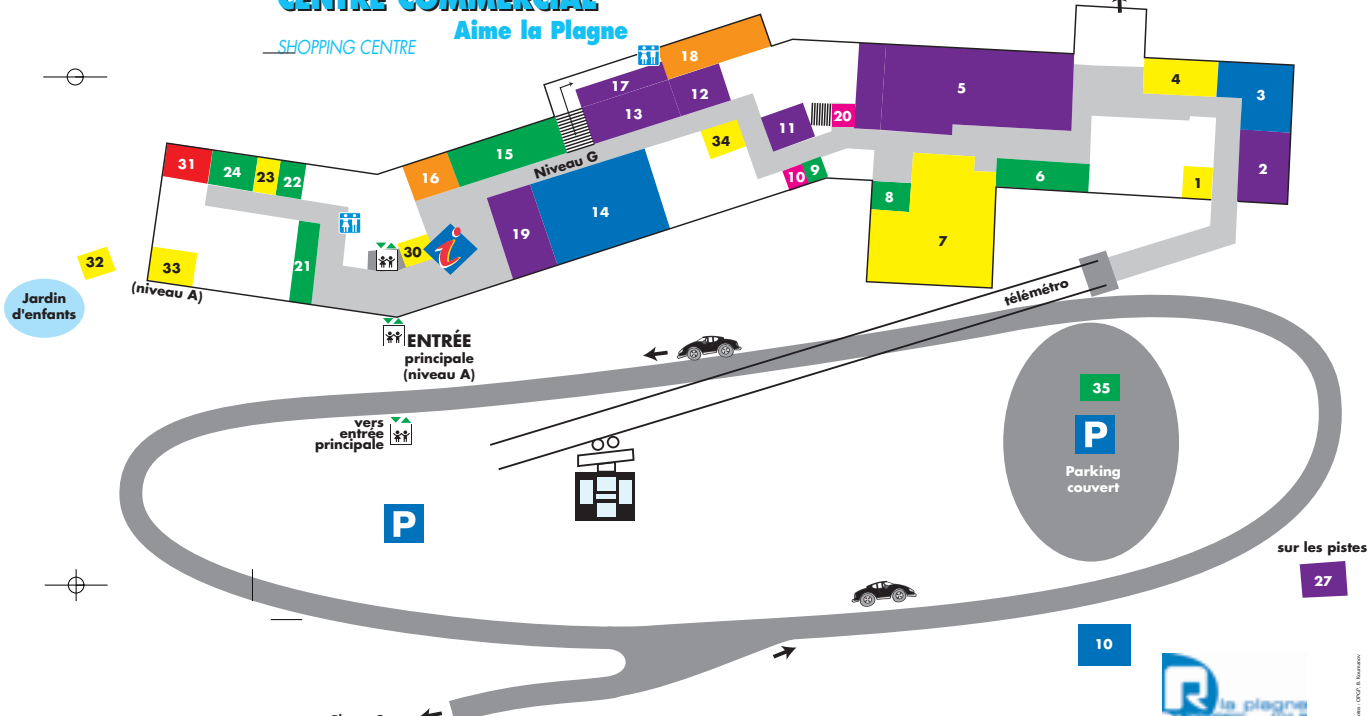 CENTRE COMMERCIAL
Aime la Plagne
SHOPPING CENTRE
18
17
12
13
5
4
3
20
11
34
15
Niveau G
16
31
24
23
22
10
9
8
6
1
2
7
14
19
30
i
21
32
33
(niveau A)
Jardin
d'enfants
télémétro
ENTRÉE
principale
(niveau A)
vers
entrée
principale
35
P
Parking
couvert
P
sur les pistes
27
10
R
la plagne